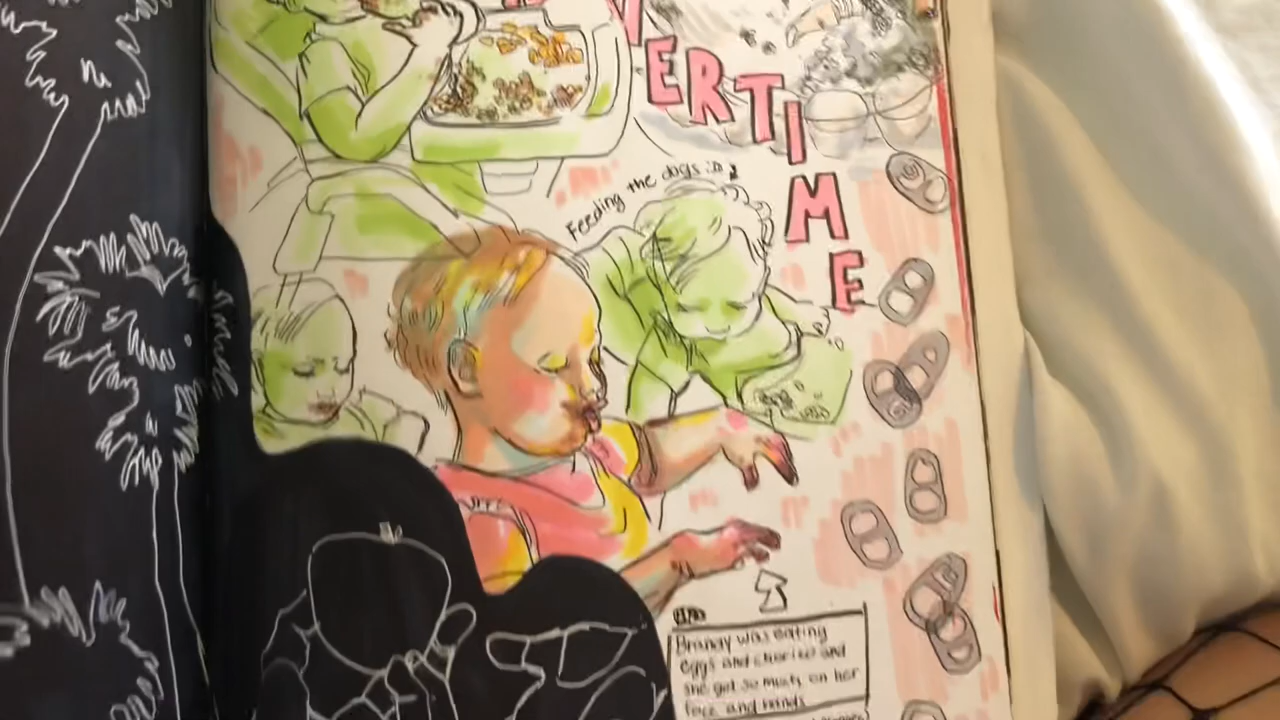 VERTIME
Feeding the dogs :D
Brandy was eating
eggs and chorizo and
she got so much on her
face and hands